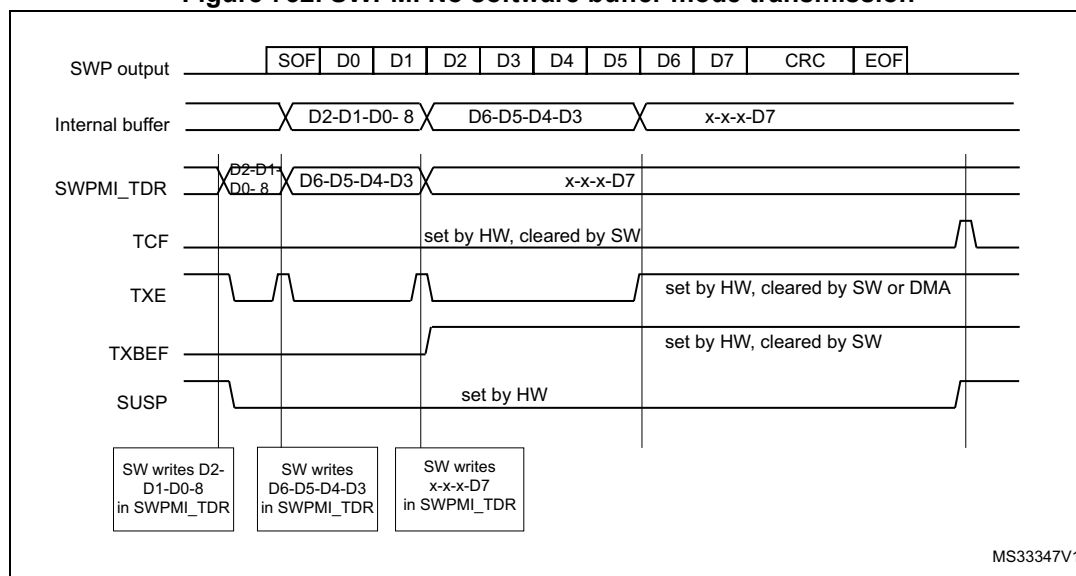 SWP output SOF D0 D1 D2 D3 D4 D5 D6 D7 CRC EOF
Internal buffer D2-D1-D0- 8 D6-D5-D4-D3 x-x-x-D7
SWPMI_TDR D2-D1-
D0- 8 D6-D5-D4-D3 x-x-x-D7
TCF set by HW, cleared by SW
TXE set by HW, cleared by SW or DMA
TXBEF set by HW, cleared by SW
SUSP set by HW
SW writes D2-
D1-D0-8
in SWPMI_TDR
SW writes
D6-D5-D4-D3
in SWPMI_TDR
SW writes
x-x-x-D7
in SWPMI_TDR
MS33347V1